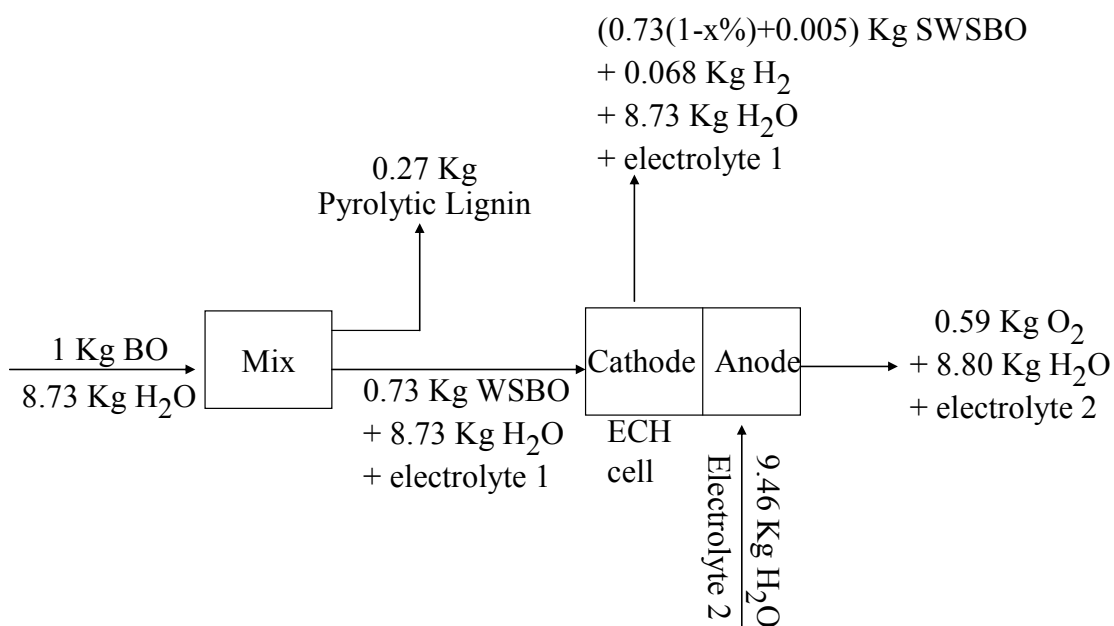 (0.73(1-x%)+0.005) Kg SWSBO
+ 0.068 Kg H2
+ 8.73 Kg H2O
+ electrolyte 1
0.27 Kg
Pyrolytic Lignin
1 Kg BO
8.73 Kg H2O
Mix
0.73 Kg WSBO
+ 8.73 Kg H2O
+ electrolyte 1
Cathode
Anode
ECH
cell
0.59 Kg O2
+ 8.80 Kg H2O
+ electrolyte 2
9.46 Kg H2O
Electrolyte 2